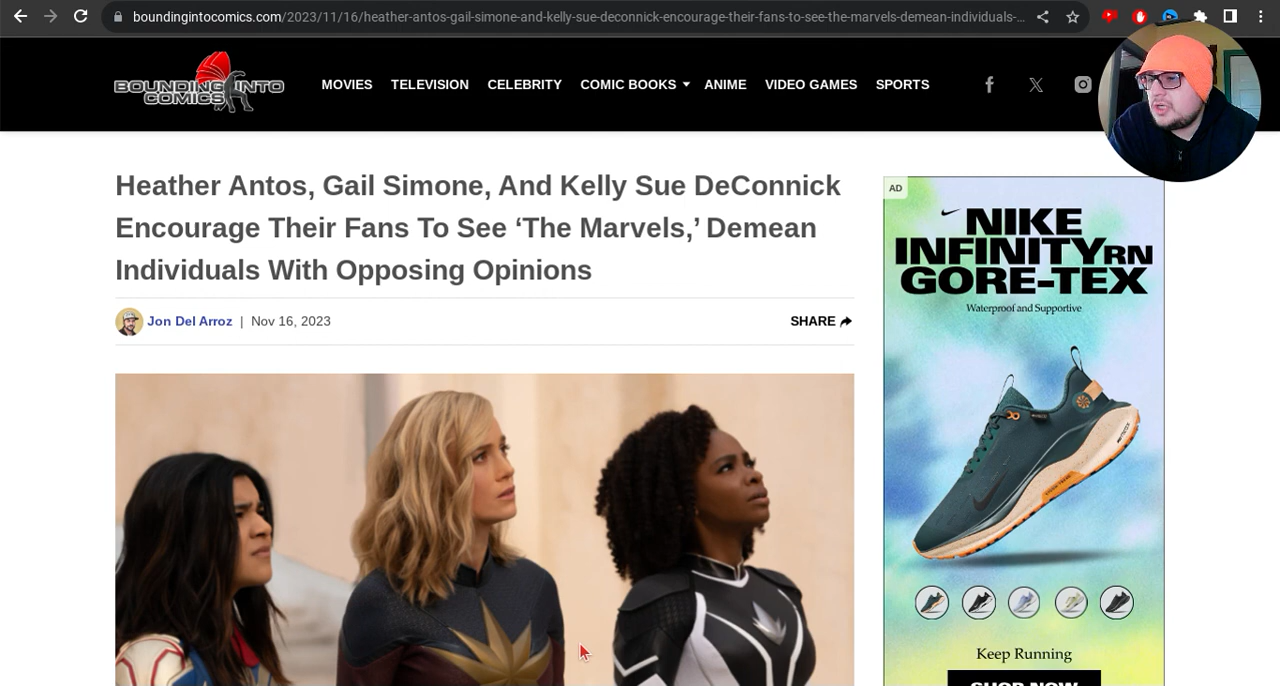 boundingintocomics.com/2023/11/16/heather-antos-gail-simone-and-kelly-sue-deconnick-encourage-their-fans-to-see-the-marvels-demean-individuals-…
BOUNDING INTO
COMICS
MOVIES TELEVISION CELEBRITY COMIC BOOKS ANIME VIDEO GAMES SPORTS
Heather Antos, Gail Simone, And Kelly Sue DeConnick
Encourage Their Fans To See ‘The Marvels,’ Demean
Individuals With Opposing Opinions
Jon Del Arroz | Nov 16, 2023
SHARE
AD
NIKE
INFINITYRN
GORE-TEX
Waterproof and Supportive
Keep Running
SHOP NOW